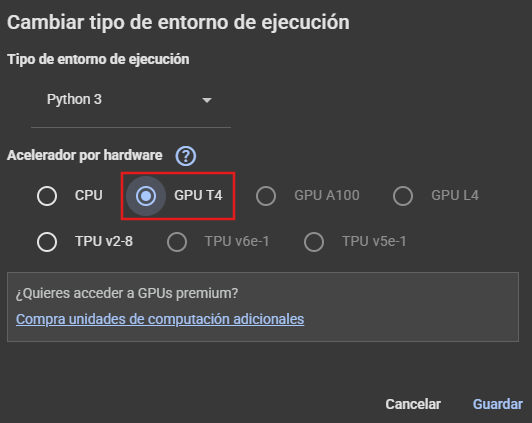 Cambiar tipo de entorno de ejecución
Tipo de entorno de ejecución
Python 3
Acelerador por hardware ?
CPU GPU T4 GPU A100 GPU L4
TPU v2-8 TPU v6e-1 TPU v5e-1
¿Quieres acceder a GPUs premium?
Compra unidades de computación adicionales
Cancelar Guardar